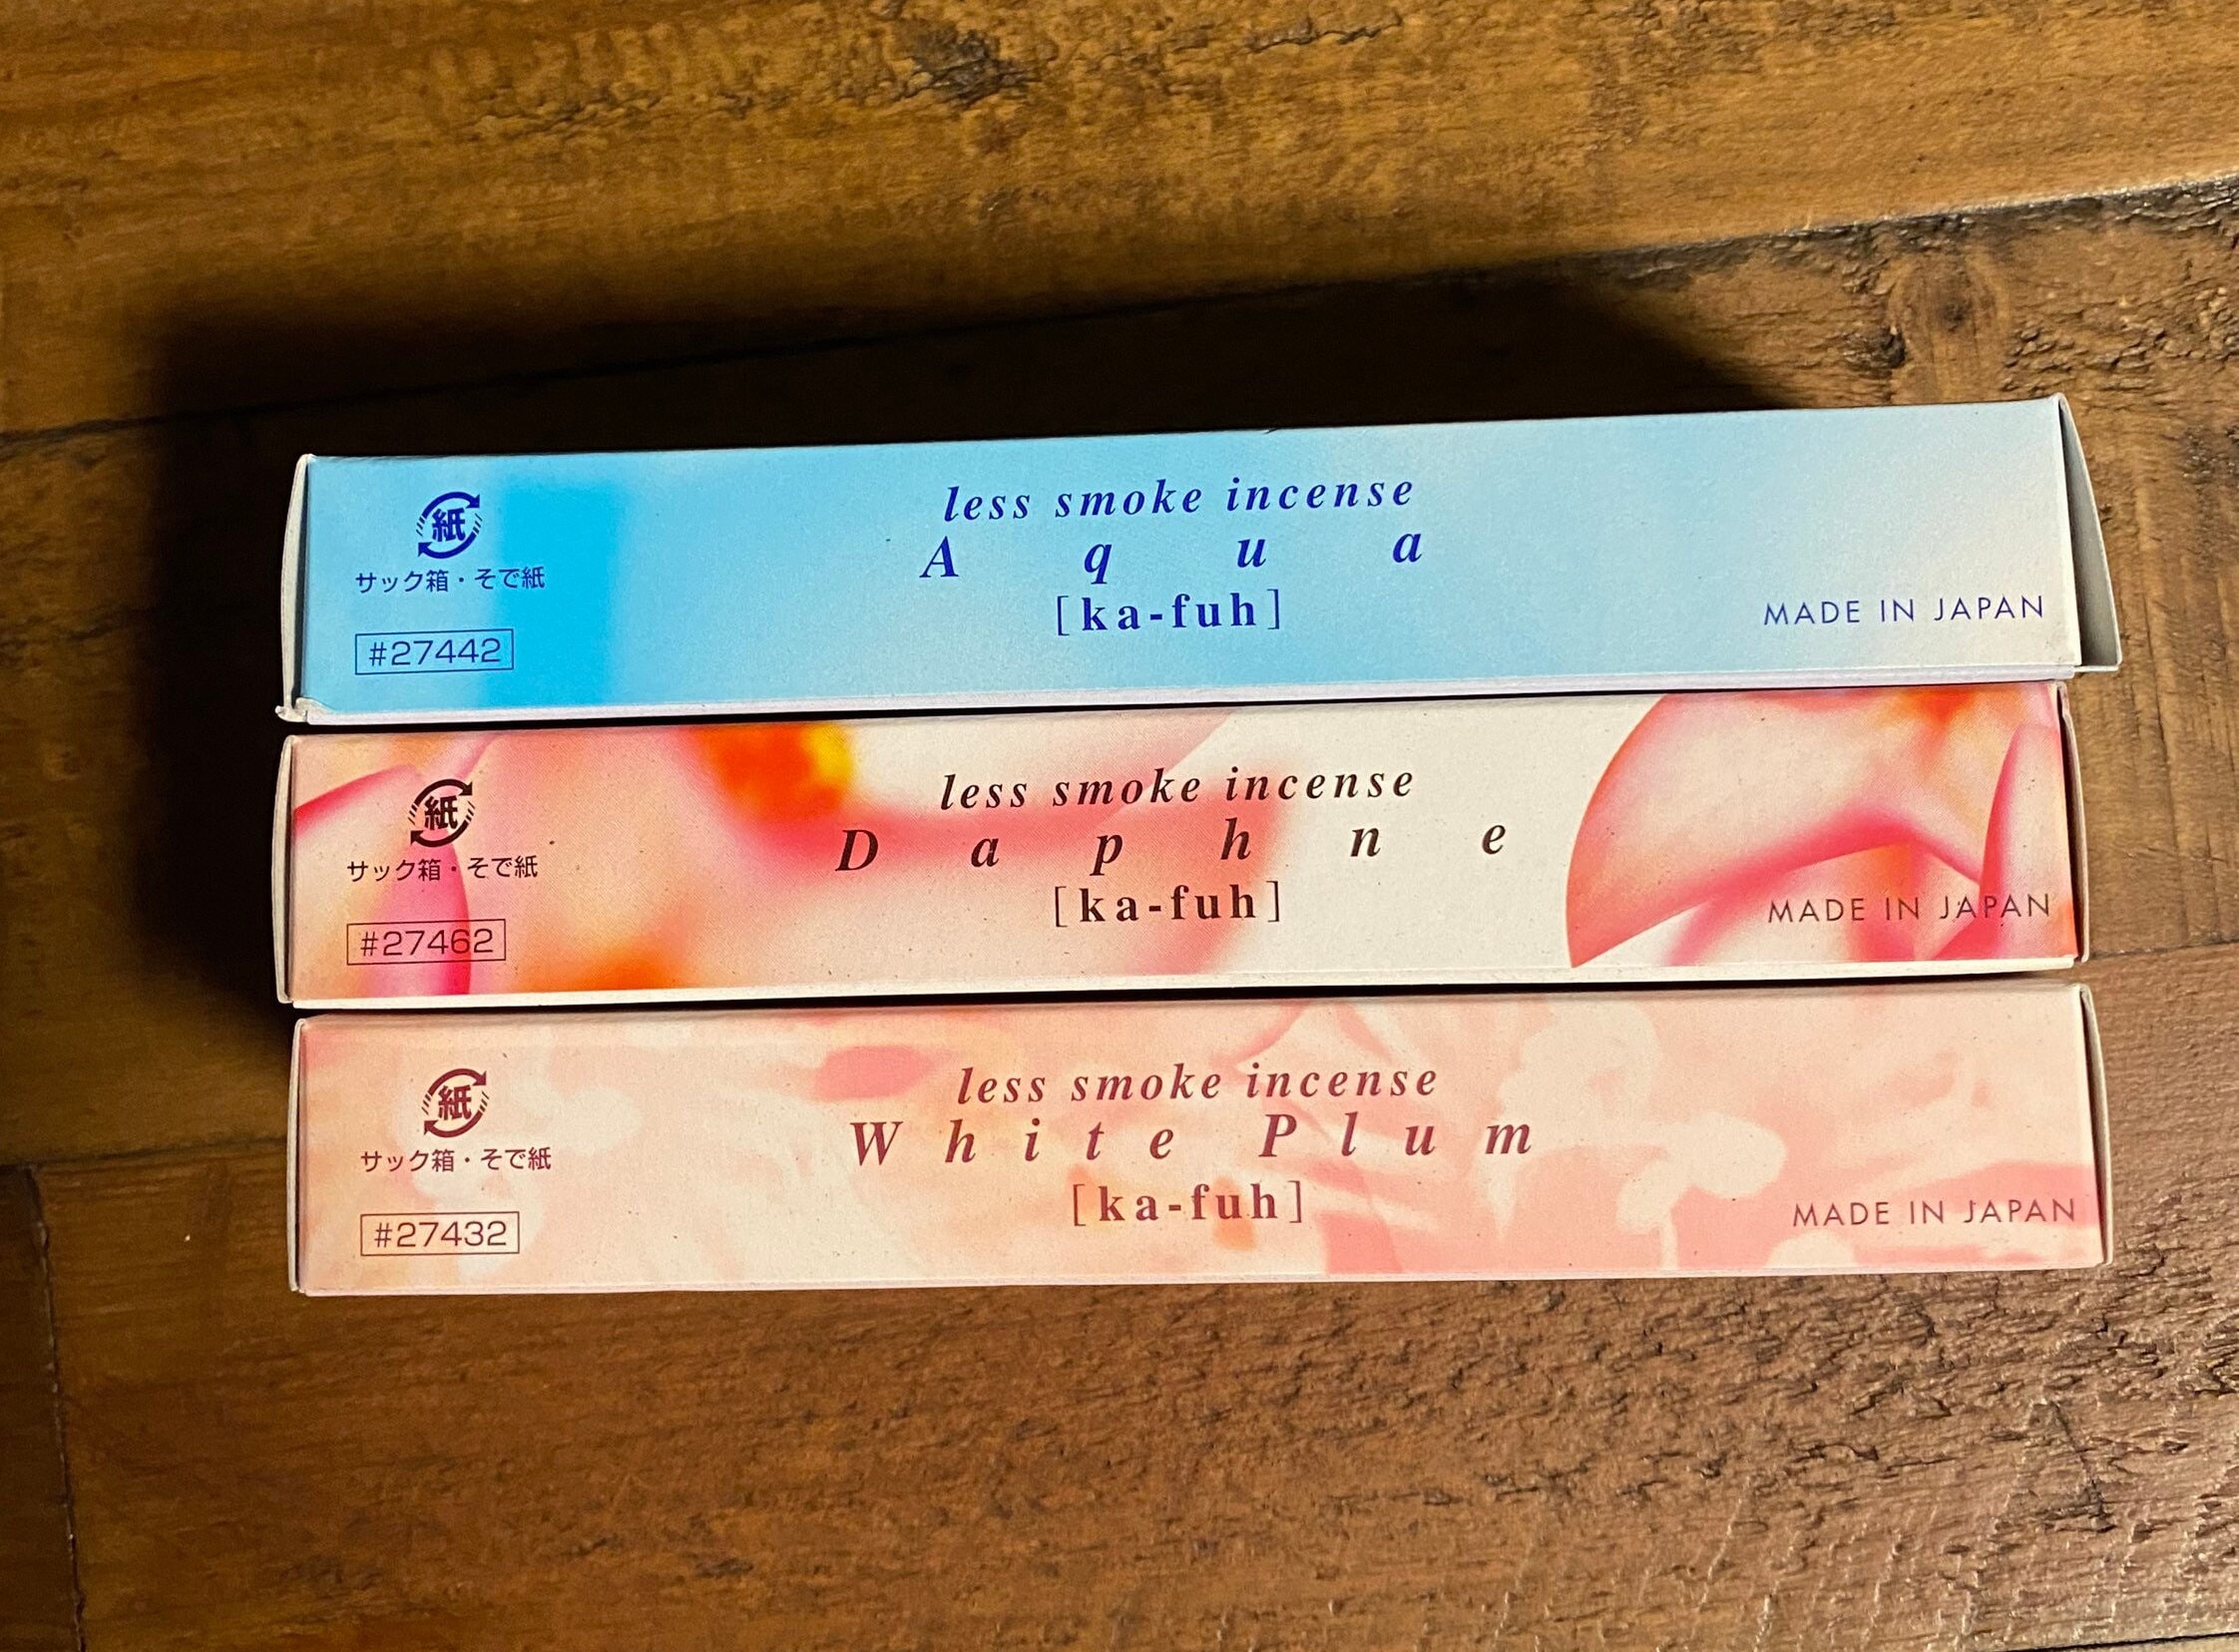 less smoke incense
Aqua
[ka-fuh]
紙
サック箱・そで紙
#27442
MADE IN JAPAN
less smoke incense
Daphne
[ka-fuh]
紙
サック箱・そで紙
#27462
MADE IN JAPAN
less smoke incense
White Plum
[ka-fuh]
紙
サック箱・そで紙
#27432
MADE IN JAPAN